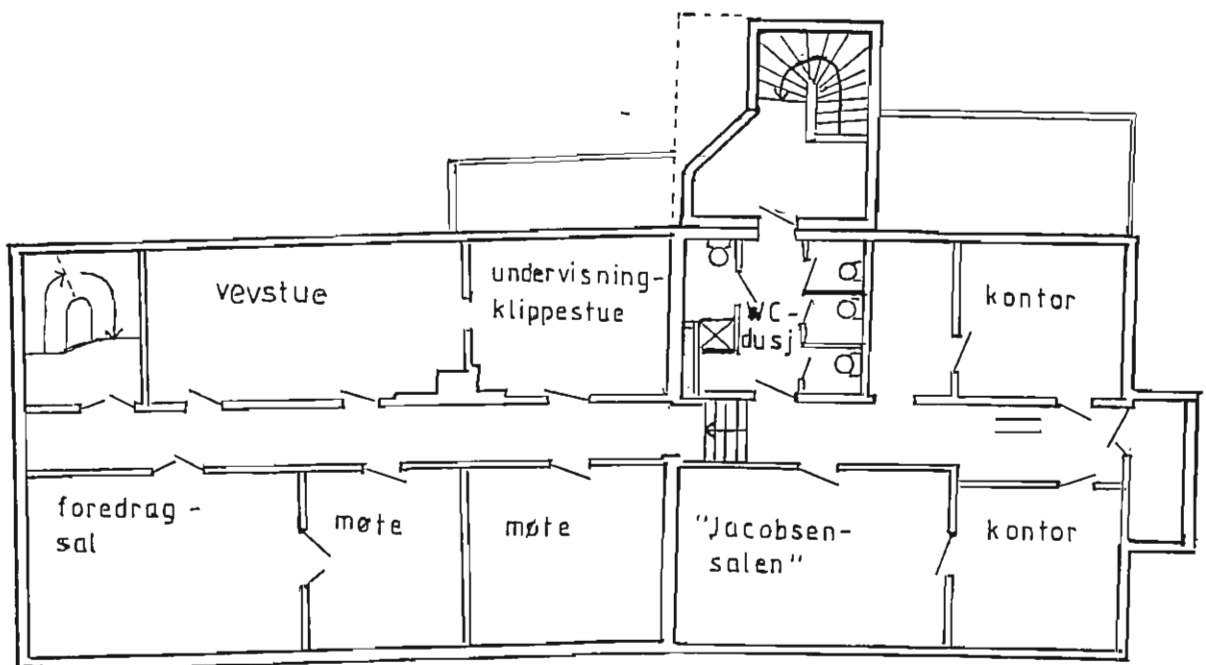 vevstue
undervisning-
klippestue
WC-
dusj
kontor
foredrag-
sal
møte
møte
"Jacobsen-
salen"
kontor